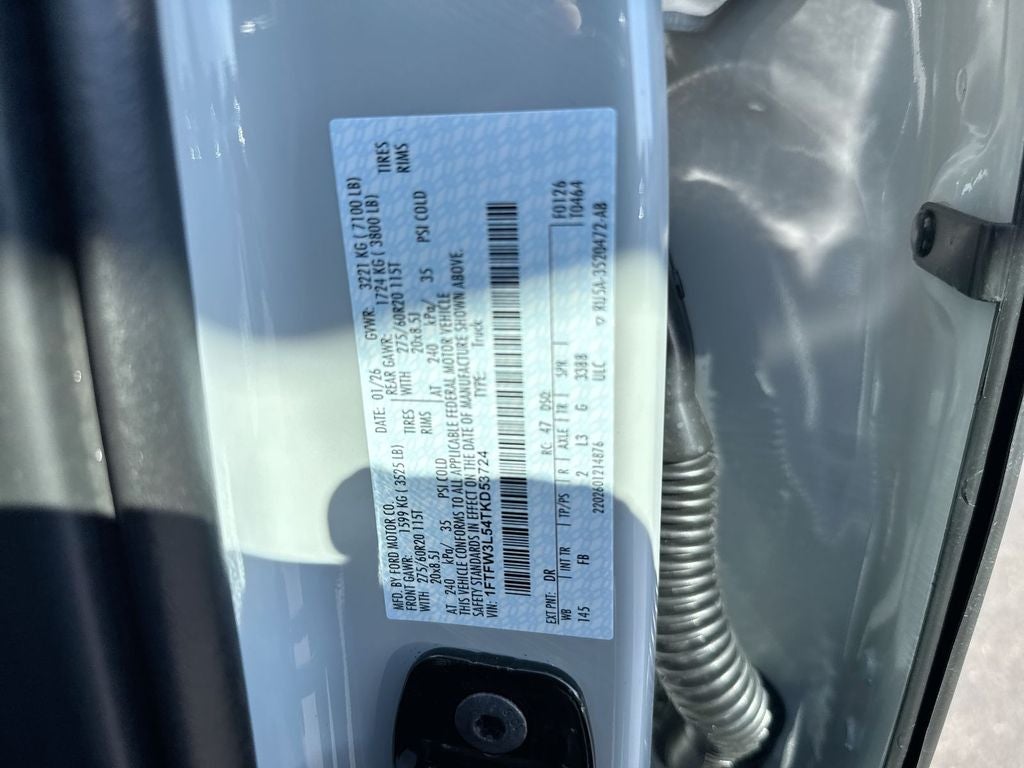 MFD. BY FORD MOTOR CO. DATE: 01/26 GVWR: 3221 KG (7100 LB)
FRONT GAWR: 1599 KG (3525 LB) REAR GAWR: 1724 KG (3800 LB)
WITH 275/60R20 115T TIRES WITH 275/60R20 115T TIRES
20x8.5J RIMS 20x8.5J RIMS
AT 240 kPa/ 35 PSI COLD AT 240 kPa/ 35 PSI COLD
THIS VEHICLE CONFORMS TO ALL APPLICABLE FEDERAL MOTOR VEHICLE
SAFETY STANDARDS IN EFFECT ON THE DATE OF MANUFACTURE SHOWN ABOVE.
VIN: 1FTFW3L54TKD53724 TYPE: Truck
EXT PNT: DR RC: 47 DSO: F0126
WB INTR TP/PS R AXLE TR SPR T0464
145 FB 2 L3 G 3388
2202601214876 ULC RU5A-3520472-AB